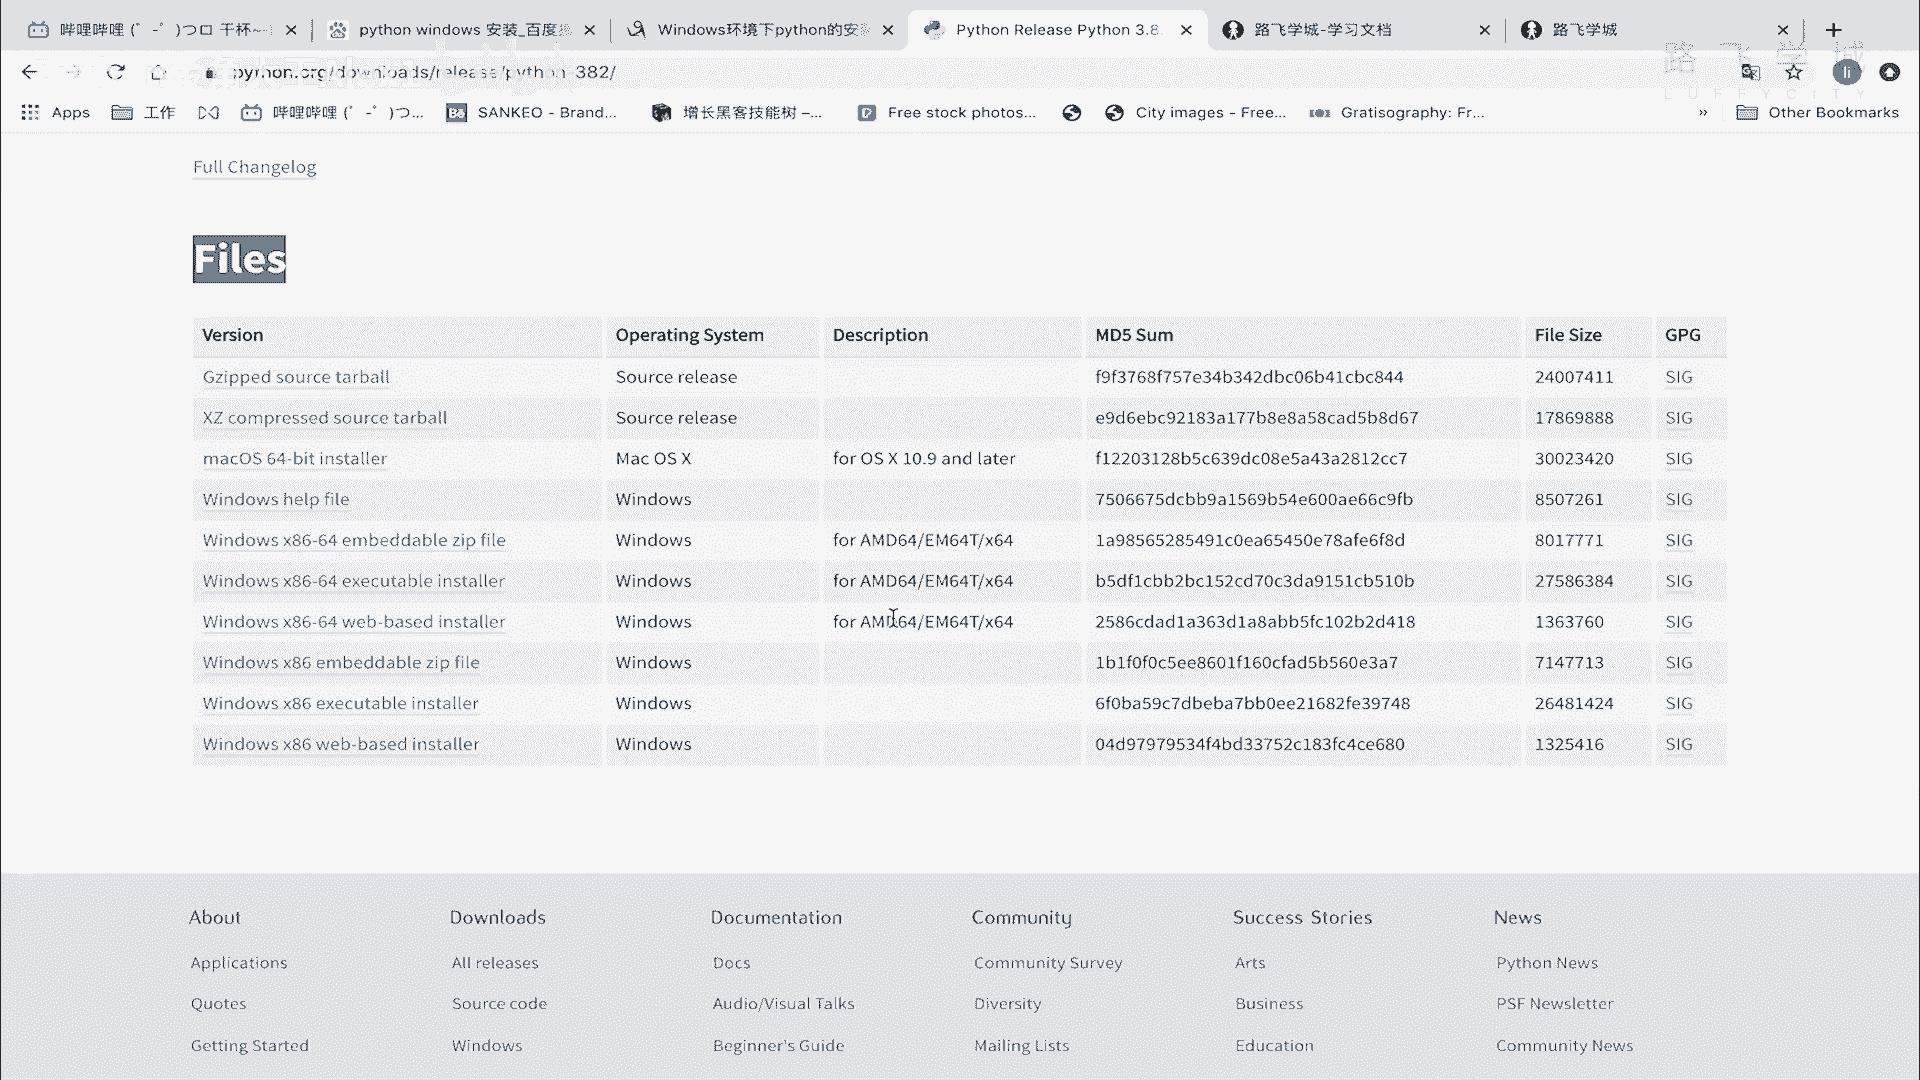 哔哩哔哩 (゜-゜)つロ 干杯~-
python windows 安装_百度
Windows环境下python的安
Python Release Python 3.8.
路飞学城-学习文档
路飞学城
python.org/downloads/release/python-382/
li
路飞学城
LUFFYCITY
Apps
工作
哔哩哔哩 (゜-゜)つ...
Bē SANKEO - Brand...
增长黑客技能树 –...
Free stock photos...
City images - Free...
Gratisography: Fr...
» Other Bookmarks
Full Changelog
Files
Version Operating System Description MD5 Sum File Size GPG
Gzipped source tarball Source release f9f3768f757e34b342dbc06b41cbc844 24007411 SIG
XZ compressed source tarball Source release e9d6ebc92183a177b8e8a58cad5b8d67 17869888 SIG
macOS 64-bit installer Mac OS X for OS X 10.9 and later f12203128b5c639dc08e5a43a2812cc7 30023420 SIG
Windows help file Windows 7506675dcbb9a1569b54e600ae66c9fb 8507261 SIG
Windows x86-64 embeddable zip file Windows for AMD64/EM64T/x64 1a98565285491c0ea65450e78afe6f8d 8017771 SIG
Windows x86-64 executable installer Windows for AMD64/EM64T/x64 b5df1cbb2bc152cd70c3da9151cb510b 27586384 SIG
Windows x86-64 web-based installer Windows for AMD64/EM64T/x64 2586cdad1a363d1a8abb5fc102b2d418 1363760 SIG
Windows x86 embeddable zip file Windows 1b1f0f0c5ee8601f160cfad5b560e3a7 7147713 SIG
Windows x86 executable installer Windows 6f0ba59c7dbeba7bb0ee21682fe39748 26481424 SIG
Windows x86 web-based installer Windows 04d97979534f4bd33752c183fc4ce680 1325416 SIG
About Downloads Documentation Community Success Stories News
Applications All releases Docs Community Survey Arts Python News
Quotes Source code Audio/Visual Talks Diversity Business PSF Newsletter
Getting Started Windows Beginner's Guide Mailing Lists Education Community News